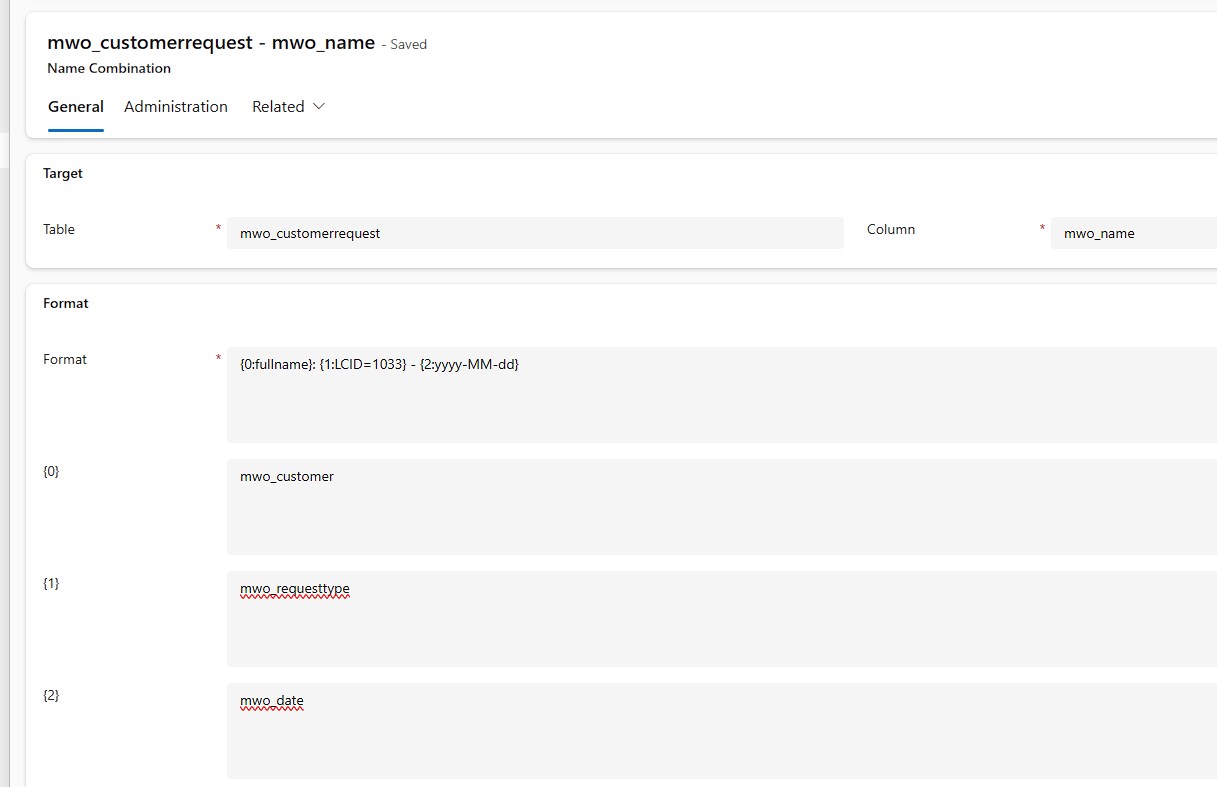 mwo_customerrequest - mwo_name - Saved
Name Combination
General Administration Related
Target
Table * mwo_customerrequest Column * mwo_name
Format
Format * {0:fullname}: {1:LCID=1033} - {2:yyyy-MM-dd}
{0} mwo_customer
{1} mwo_requesttype
{2} mwo_date